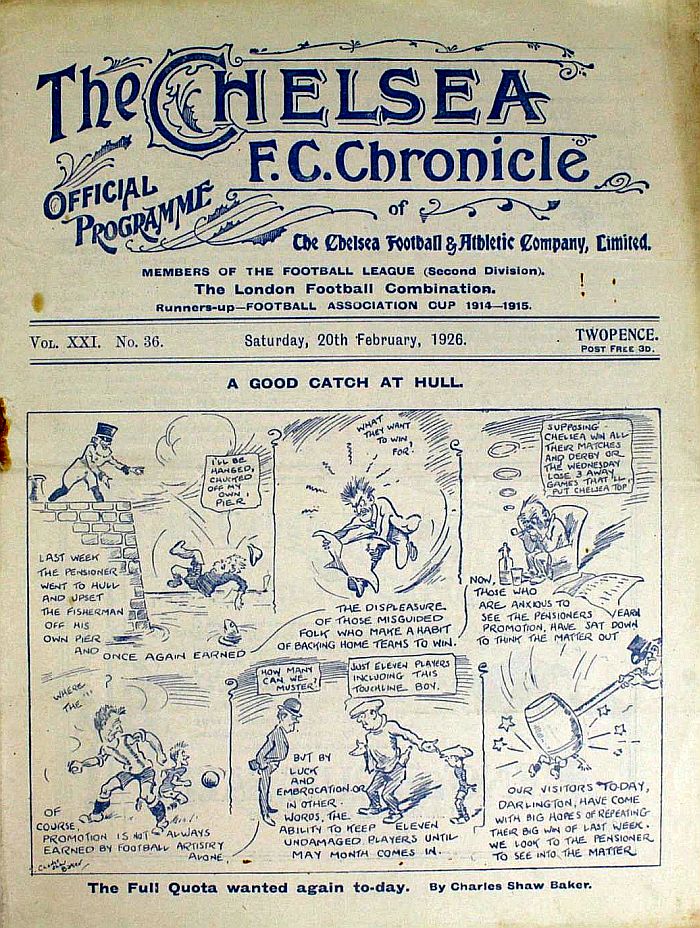 The CHELSEA
F.C. Chronicle
OFFICIAL
PROGRAMME
of
The Chelsea Football & Athletic Company, Limited.
MEMBERS OF THE FOOTBALL LEAGUE (Second Division).
The London Football Combination.
Runners-up—FOOTBALL ASSOCIATION CUP 1914—1915.
VOL. XXI. No. 36.
Saturday, 20th February, 1926.
TWOPENCE.
POST FREE 3D.
A GOOD CATCH AT HULL.
I'LL BE
HANGED,
CHUCKED
OFF MY
OWN
PIER
LAST WEEK
THE PENSIONER
WENT TO HULL
AND UPSET
THE FISHERMAN
OFF HIS
OWN PIER
AND ONCE AGAIN EARNED
WHAT
THEY WANT
TO WIN
FOR?
THE DISPLEASURE
OF THOSE MISGUIDED
FOLK WHO MAKE A HABIT
OF BACKING HOME TEAMS TO WIN.
SUPPOSING
CHELSEA WIN ALL
THEIR MATCHES
AND DERBY OR
THE WEDNESDAY
LOSE 3 AWAY
GAMES THAT'LL
PUT CHELSEA TOP
NOW,
THOSE WHO
ARE ANXIOUS TO
SEE THE PENSIONERS YEARN
PROMOTION, HAVE SAT DOWN
TO THINK THE MATTER OUT
WHERE
THE
?
OF
COURSE,
PROMOTION IS NOT ALWAYS
EARNED BY FOOTBALL ARTISTRY
ALONE,
HOW MANY
CAN WE
MUSTER?
JUST ELEVEN PLAYERS
INCLUDING THIS
TOUCHLINE BOY.
BUT BY
LUCK
AND
EMBROCATION, OR
IN OTHER
WORDS, THE
ABILITY TO KEEP ELEVEN
UNDAMAGED PLAYERS UNTIL
MAY MONTH COMES IN.
OUR VISITORS TO-DAY,
DARLINGTON, HAVE COME
WITH BIG HOPES OF REPEATING
THEIR BIG WIN OF LAST WEEK.
WE LOOK TO THE PENSIONER
TO SEE INTO THE MATTER.
The Full Quota wanted again to-day. By Charles Shaw Baker.